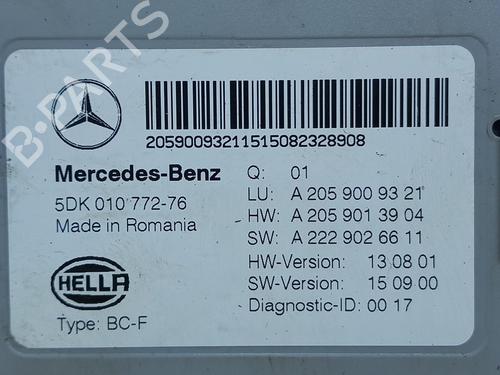 B-PARTS
20590093211515082328908
Mercedes-Benz
5DK 010 772-76
Made in Romania
Q: 01
LU: A 205 900 93 21
HW: A 205 901 39 04
SW: A 222 902 66 11
HW-Version: 13 08 01
SW-Version: 15 09 00
Diagnostic-ID: 00 17
HELLA
Type: BC-F